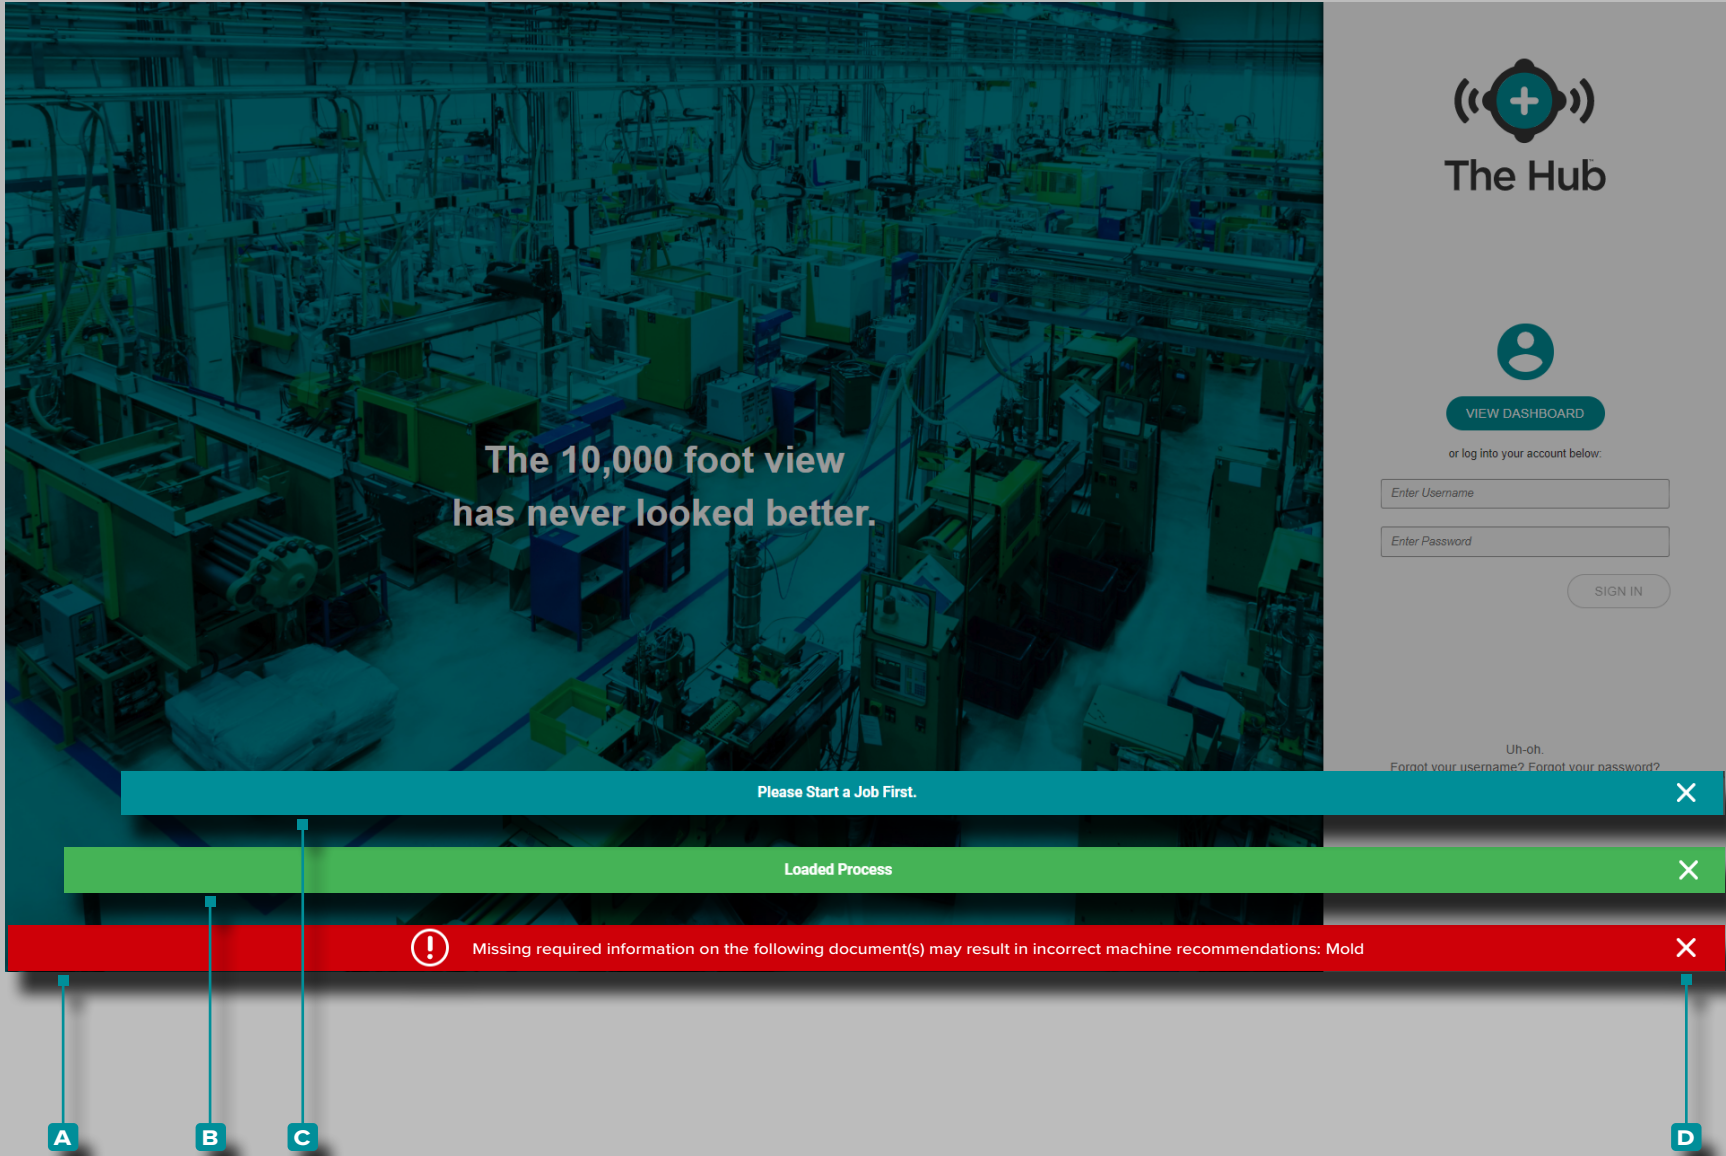 The Hub
The 10,000 foot view
has never looked better.
VIEW DASHBOARD
or log into your account below:
Enter Username
Enter Password
SIGN IN
Uh-oh.
Forgot your username? Forgot your password?
Please Start a Job First.
Loaded Process
Missing required information on the following document(s) may result in incorrect machine recommendations: Mold
A
B
C
D